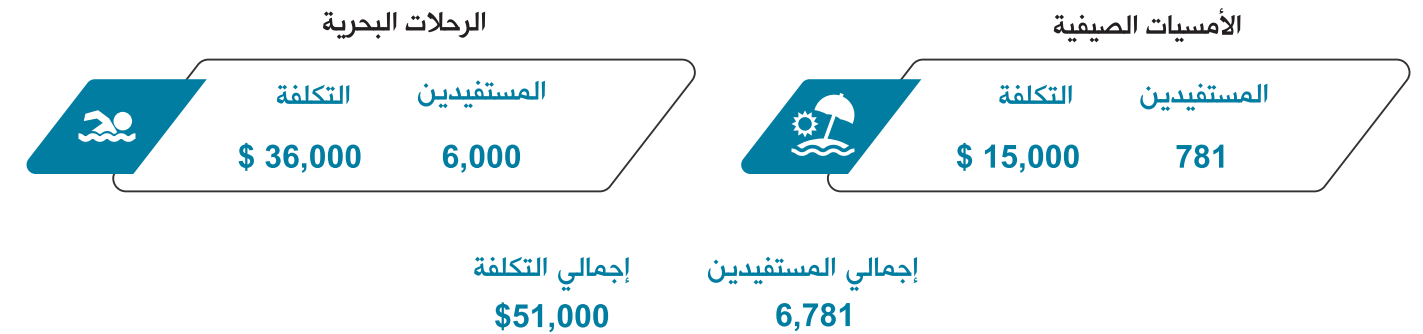 الأمسيات الصيفية
المستفيدين التكلفة
781 15,000 $
الرحلات البحرية
المستفيدين التكلفة
6,000 36,000 $
إجمالي المستفيدين إجمالي التكلفة
6,781 $51,000